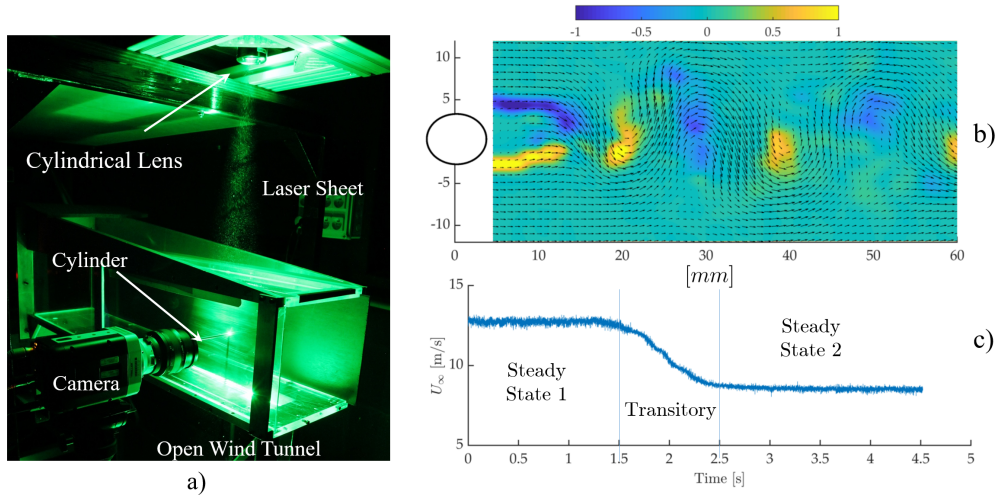 Cylindrical Lens
Laser Sheet
Cylinder
Camera
Open Wind Tunnel
a)
-1 -0.5 0 0.5 1
10
5
0
-5
-10
0 10 20 30 40 50 60
[mm]
b)
15
10
5
U∞ [m/s]
Steady
State 1
Transitory
Steady
State 2
0 0.5 1 1.5 2 2.5 3 3.5 4 4.5 5
Time [s]
c)